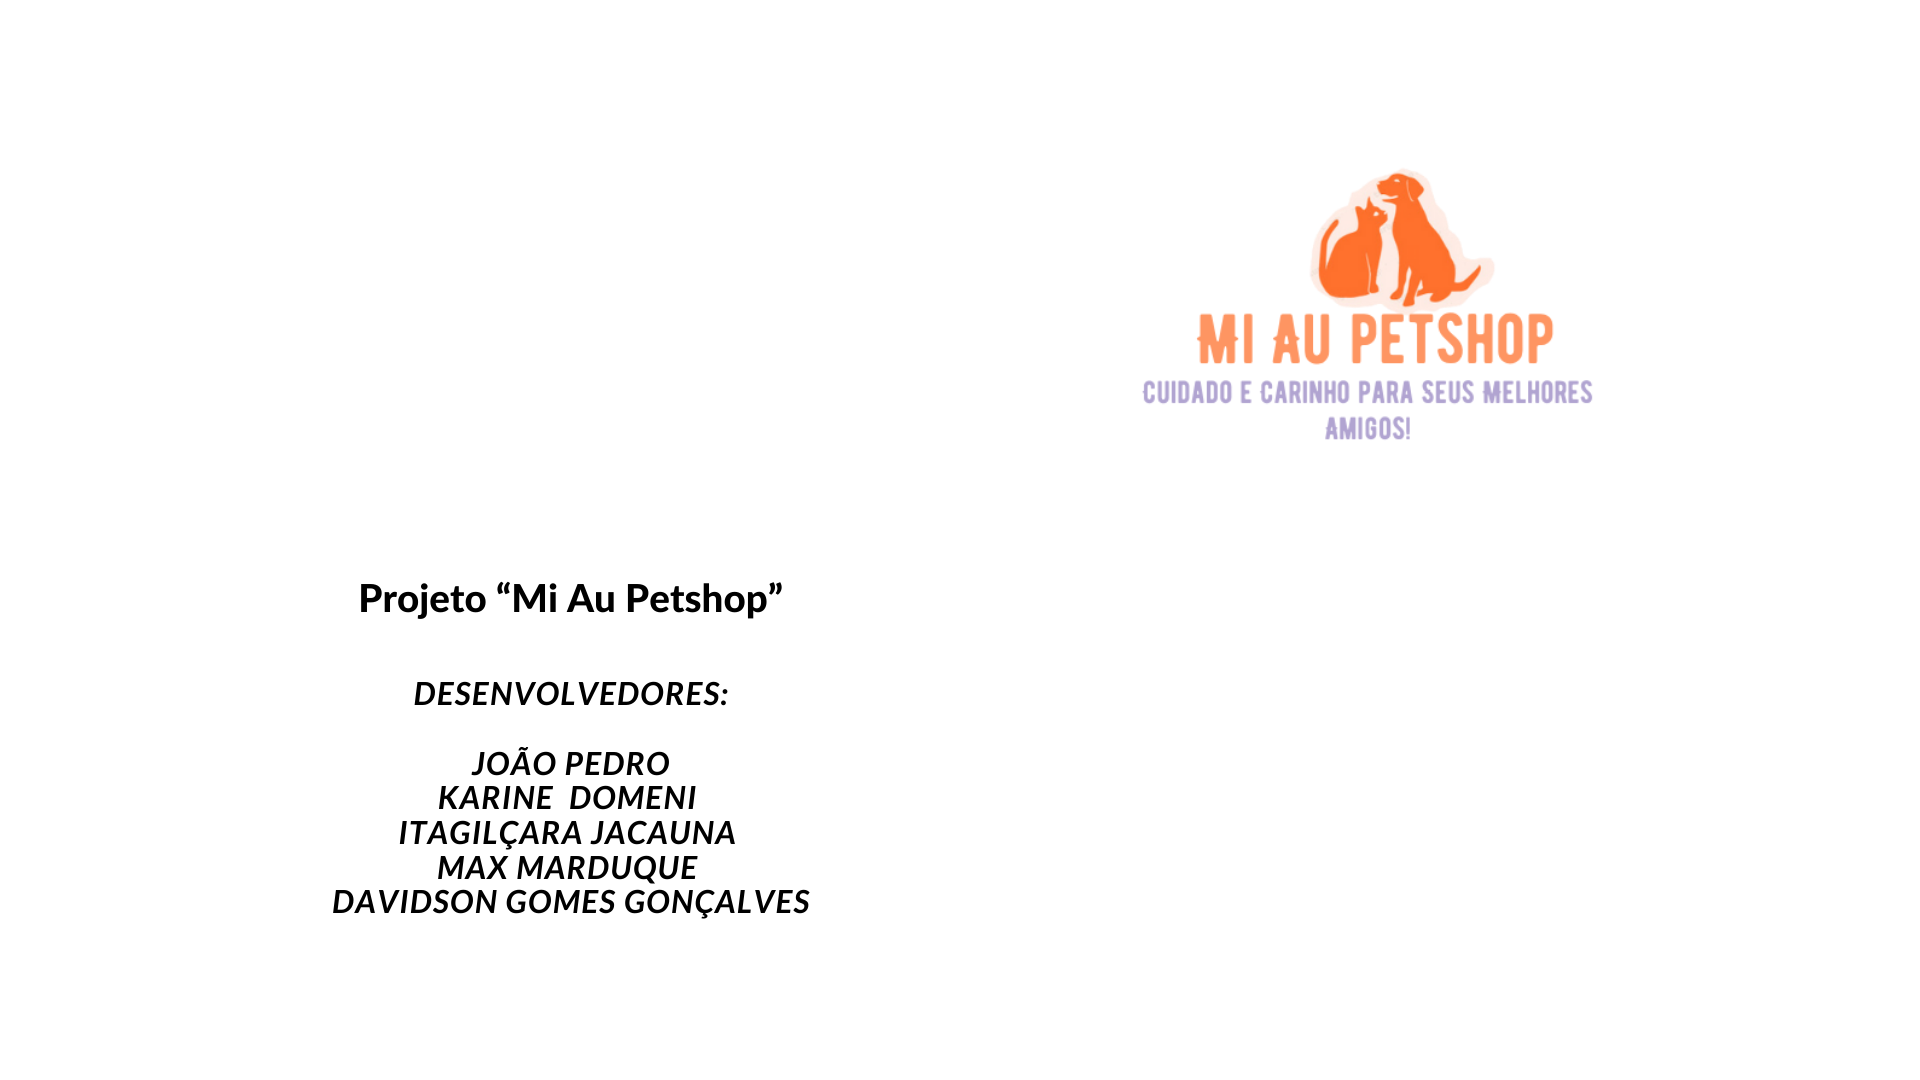 MI AU PETSHOP
CUIDADO E CARINHO PARA SEUS MELHORES
AMIGOS!
Projeto “Mi Au Petshop”
DESENVOLVEDORES:
JOÃO PEDRO
KARINE DOMENI
ITAGILÇARA JACAUNA
MAX MARDUQUE
DAVIDSON GOMES GONÇALVES